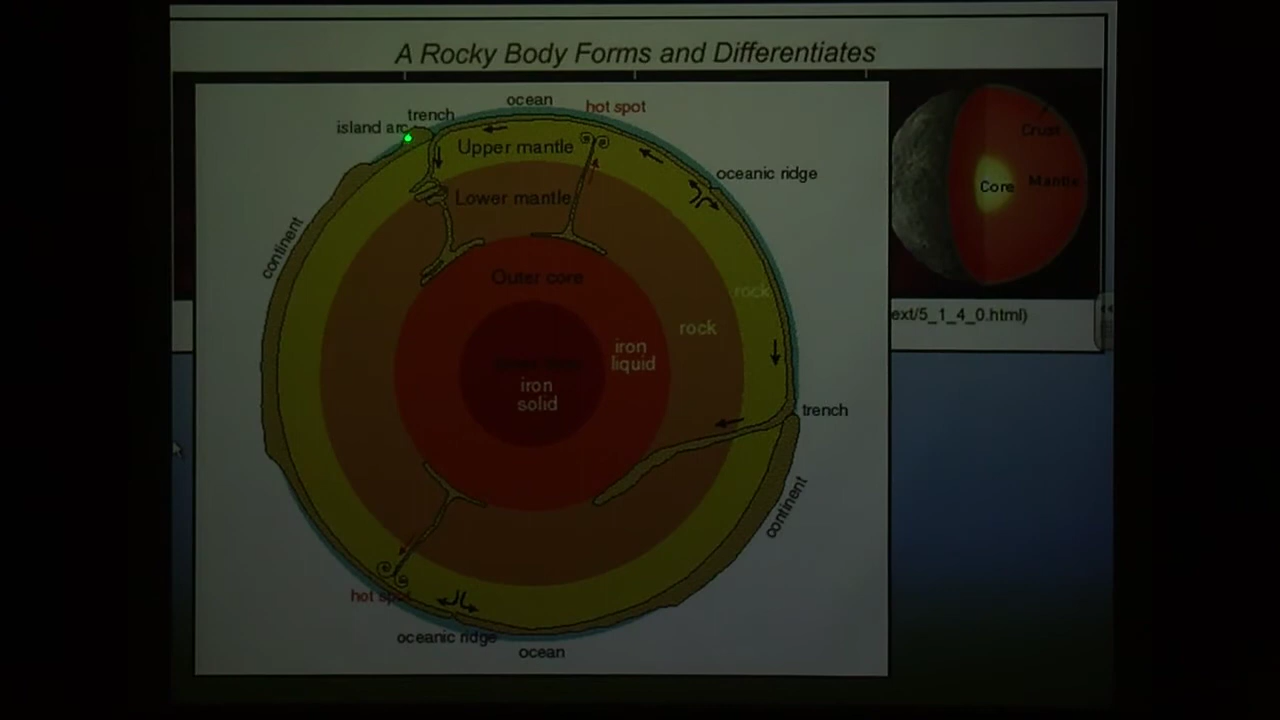 A Rocky Body Forms and Differentiates
ocean
hot spot
trench
island arc
Upper mantle
oceanic ridge
Lower mantle
continent
Outer core
rock
rock
iron
liquid
iron
solid
trench
continent
hot spot
oceanic ridge
ocean
Crust
Core
Mantle
ext/5_1_4_0.html)